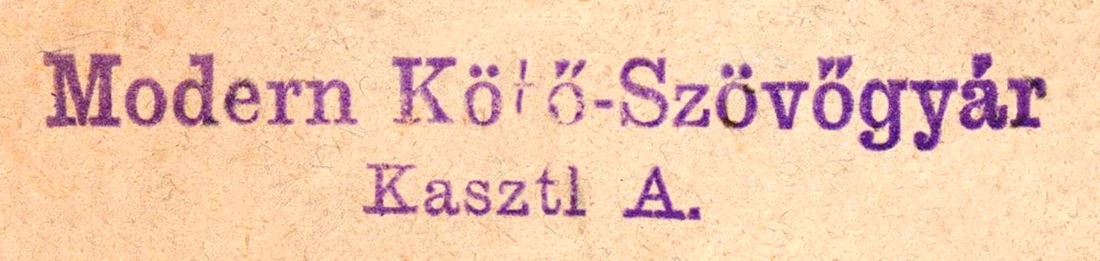 Modern Kötő-Szövőgyár
Kasztl A.